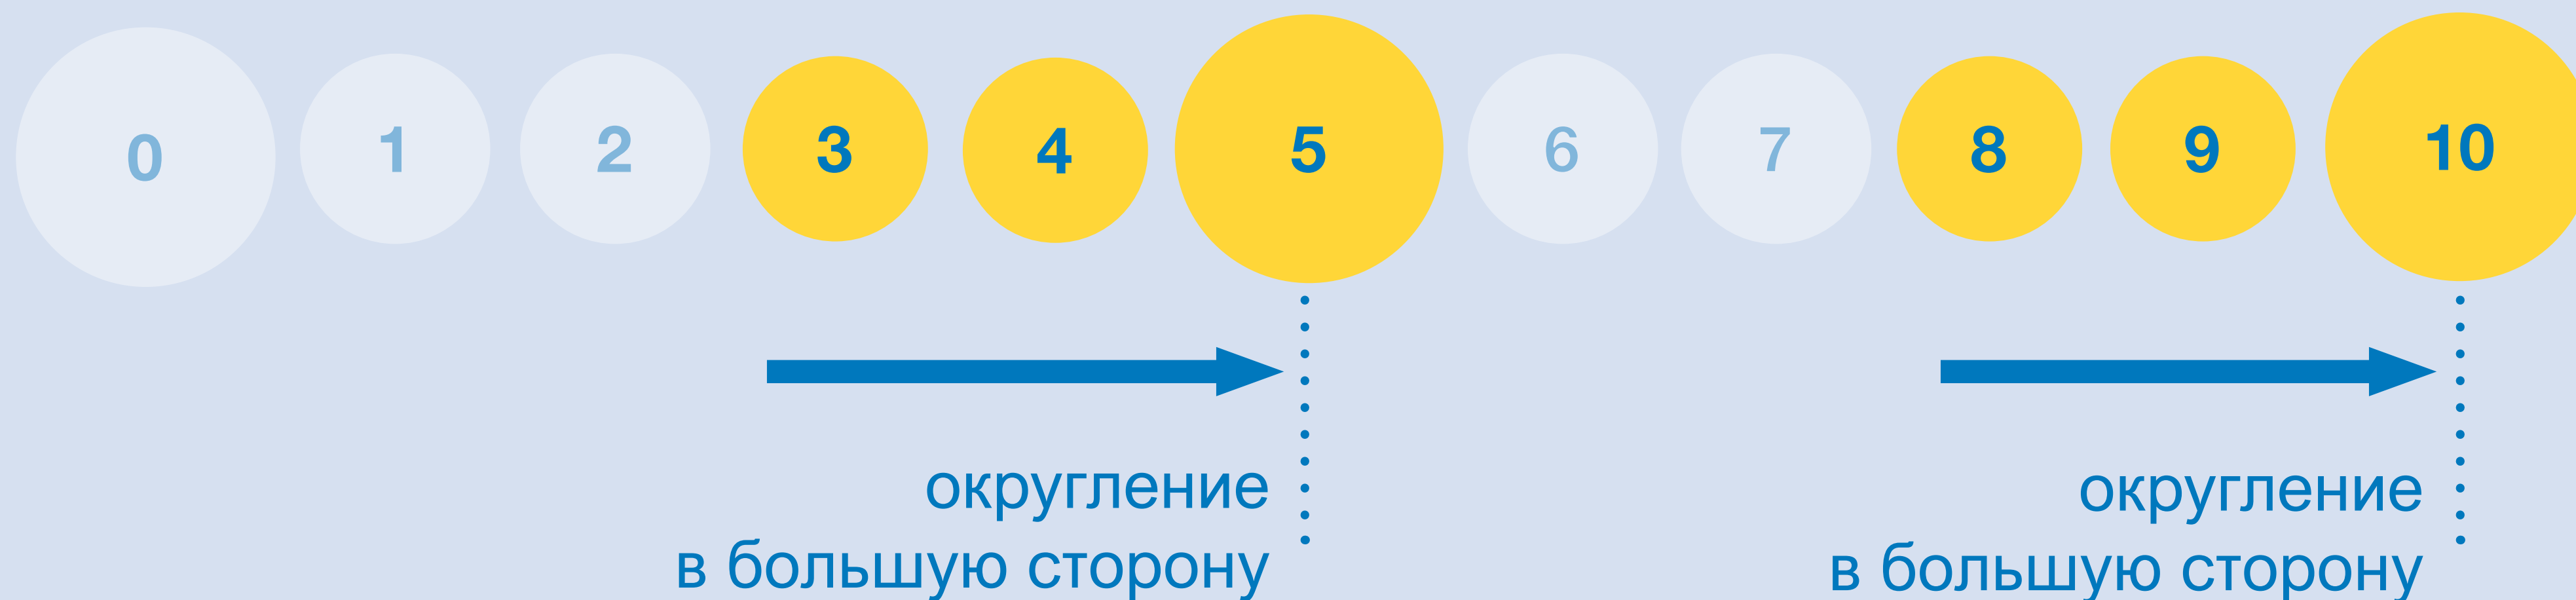 0 1 2 3 4 5 6 7 8 9 10
округление
в большую сторону
округление
в большую сторону